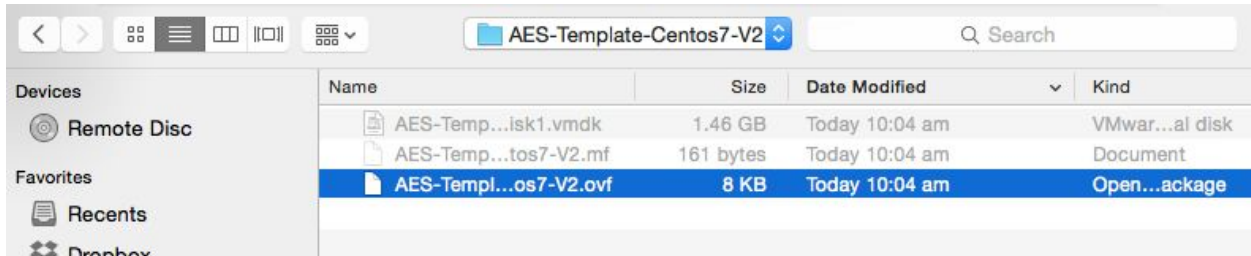 AES-Template-Centos7-V2 Search
Devices
Remote Disc
Favorites
Recents
Dropbox
Name Size Date Modified Kind
AES-Temp...isk1.vmdk 1.46 GB Today 10:04 am VMwar...al disk
AES-Temp...tos7-V2.mf 161 bytes Today 10:04 am Document
AES-Templ...os7-V2.ovf 8 KB Today 10:04 am Open...ackage